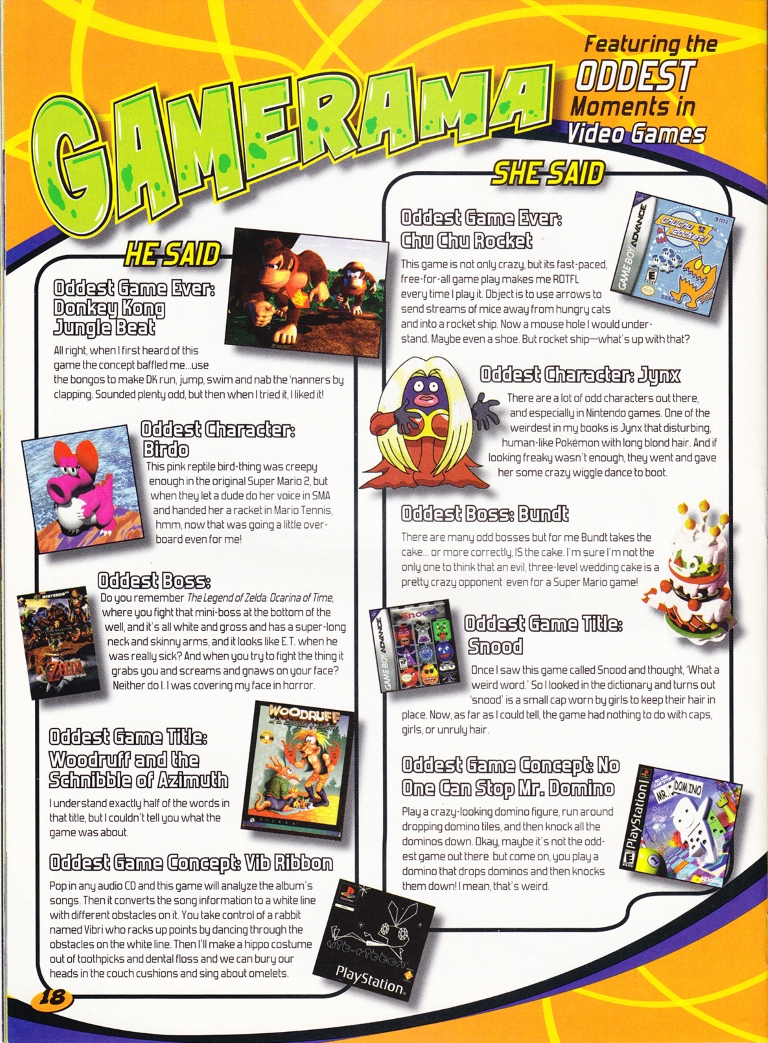 GAMERAMA
Featuring the
ODDEST
Moments in
Video Games
HE SAID
Oddest Game Ever:
Donkey Kong
Jungle Beat
All right, when I first heard of this
game the concept baffled me...use
the bongos to make DK run, jump, swim and nab the 'nanners by
clapping. Sounded plenty odd, but then when I tried it, I liked it!
Oddest Character:
Birdo
This pink reptile bird-thing was creepy
enough in the original Super Mario 2, but
when they let a dude do her voice in SMA
and handed her a racket in Mario Tennis,
hmm, now that was going a little over-
board even for me!
Oddest Boss:
Do you remember The Legend of Zelda: Ocarina of Time,
where you fight that mini-boss at the bottom of the
well, and it's all white and gross and has a super-long
neck and skinny arms, and it looks like E.T. when he
was really sick? And when you try to fight the thing it
grabs you and screams and gnaws on your face?
Neither do I. I was covering my face in horror.
NINTENDO
ZELDA
Oddest Game Title:
Woodruff and the
Schnibble of Azimuth
I understand exactly half of the words in
that title, but I couldn't tell you what the
game was about.
WOODRUFF
Oddest Game Concept: Vib Ribbon
Pop in any audio CD and this game will analyze the album's
songs. Then it converts the song information to a white line
with different obstacles on it. You take control of a rabbit
named Vibri who racks up points by dancing through the
obstacles on the white line. Then I'll make a hippo costume
out of toothpicks and dental floss and we can bury our
heads in the couch cushions and sing about omelets.
vib-ribbon
PlayStation
18
SHE SAID
Oddest Game Ever:
Chu Chu Rocket
This game is not only crazy, but its fast-paced,
free-for-all game play makes me ROTFL
every time I play it. Object is to use arrows to
send streams of mice away from hungry cats
and into a rocket ship. Now a mouse hole I would under-
stand. Maybe even a shoe. But rocket ship—what's up with that?
GAME BOY ADVANCE
CHUCHU
ROCKET!
Oddest Character: Jynx
There are a lot of odd characters out there,
and especially in Nintendo games. One of the
weirdest in my books is Jynx that disturbing,
human-like Pokémon with long blond hair. And if
looking freaky wasn't enough, they went and gave
her some crazy wiggle dance to boot.
Oddest Boss: Bundt
There are many odd bosses but for me Bundt takes the
cake... or more correctly, IS the cake. I'm sure I'm not the
only one to think that an evil, three-level wedding cake is a
pretty crazy opponent even for a Super Mario game!
Oddest Game Title:
Snood
Once I saw this game called Snood and thought, 'What a
weird word.' So I looked in the dictionary and turns out
'snood' is a small cap worn by girls to keep their hair in
place. Now, as far as I could tell, the game had nothing to do with caps,
girls, or unruly hair.
GAME BOY ADVANCE
Snood
Oddest Game Concept: No
One Can Stop Mr. Domino
Play a crazy-looking domino figure, run around
dropping domino tiles, and then knock all the
dominos down. Okay, maybe it's not the odd-
est game out there but come on, you play a
domino that drops dominos and then knocks
them down! I mean, that's weird.
PlayStation
MR. DOMINO